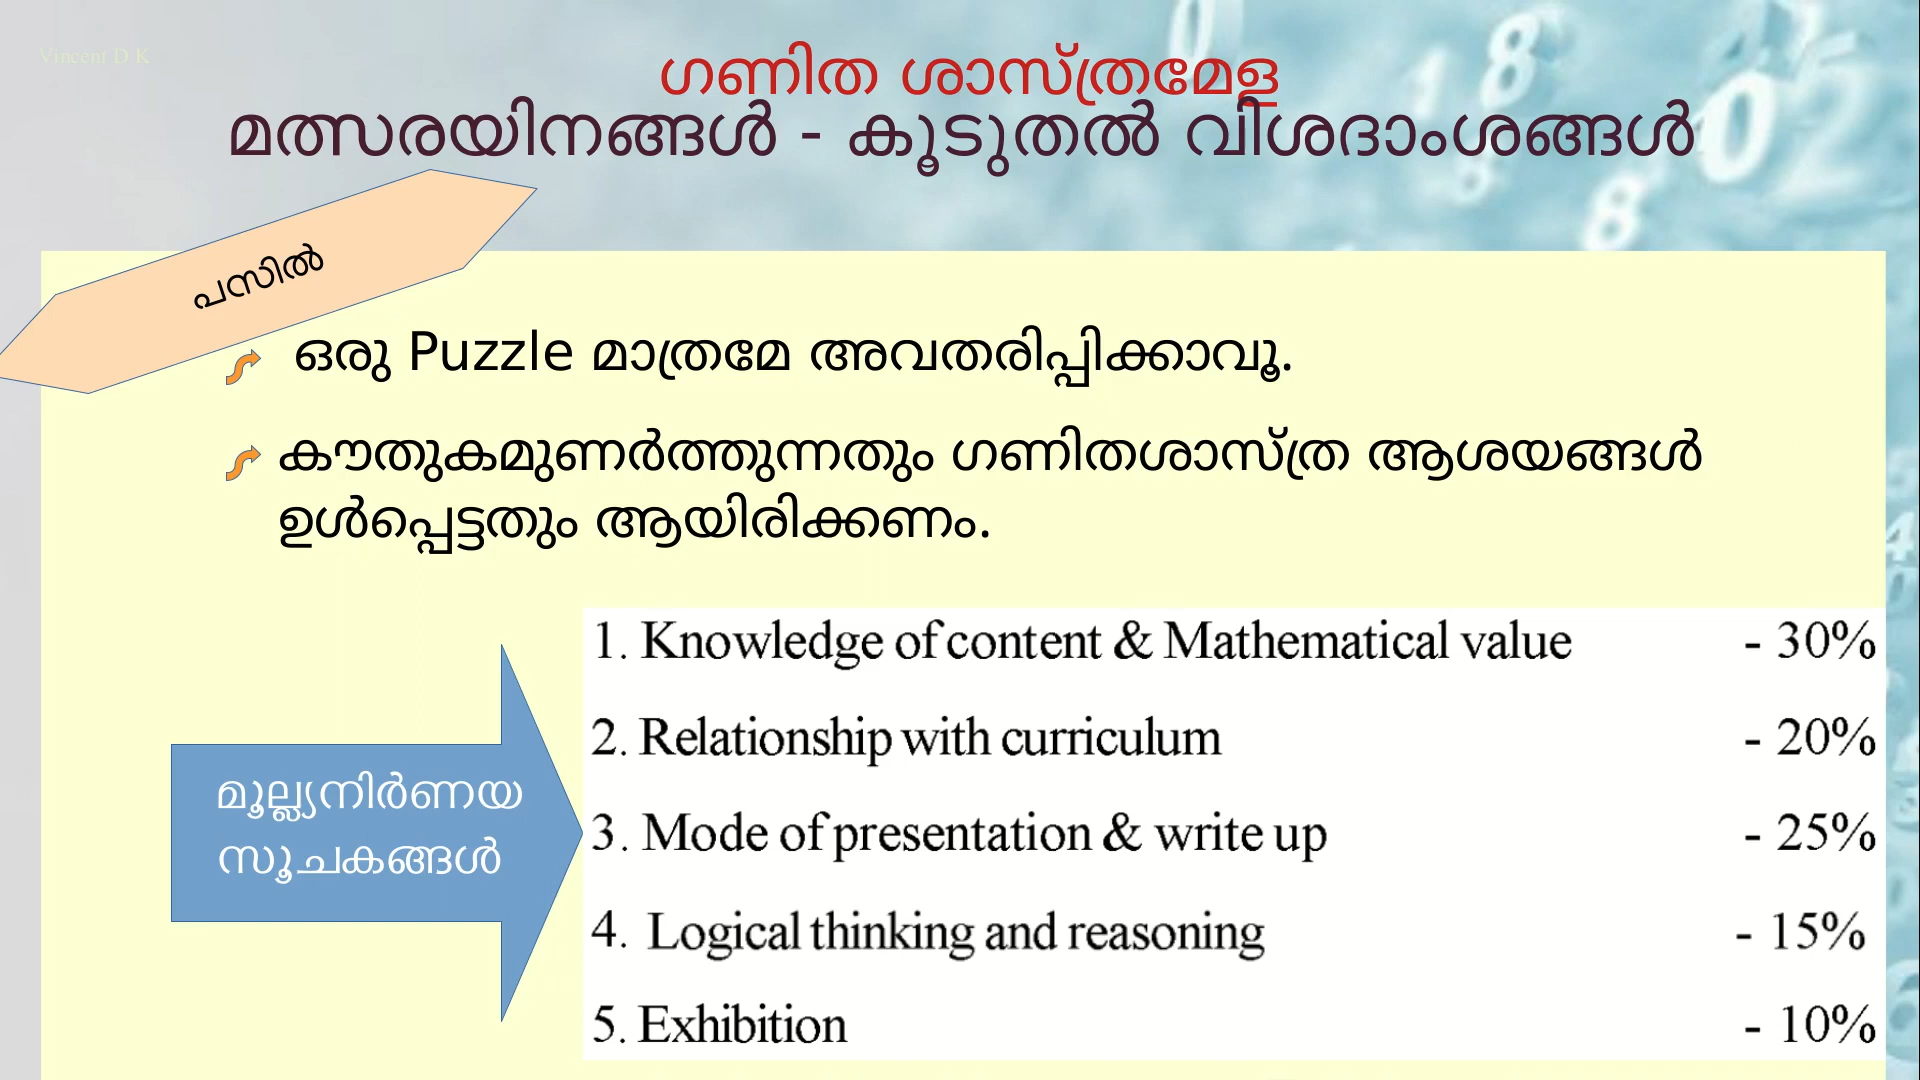 Vincent D K
ഗണിത ശാസ്ത്രമേള
മത്സരയിനങ്ങൾ - കൂടുതൽ വിശദാംശങ്ങൾ
പസിൽ
ഒരു Puzzle മാത്രമേ അവതരിപ്പിക്കാവൂ.
കൗതുകമുണർത്തുന്നതും ഗണിതശാസ്ത്ര ആശയങ്ങൾ
ഉൾപ്പെട്ടതും ആയിരിക്കണം.
മൂല്ല്യനിർണയ
സൂചകങ്ങൾ
1. Knowledge of content & Mathematical value - 30%
2. Relationship with curriculum - 20%
3. Mode of presentation & write up - 25%
4. Logical thinking and reasoning - 15%
5. Exhibition - 10%